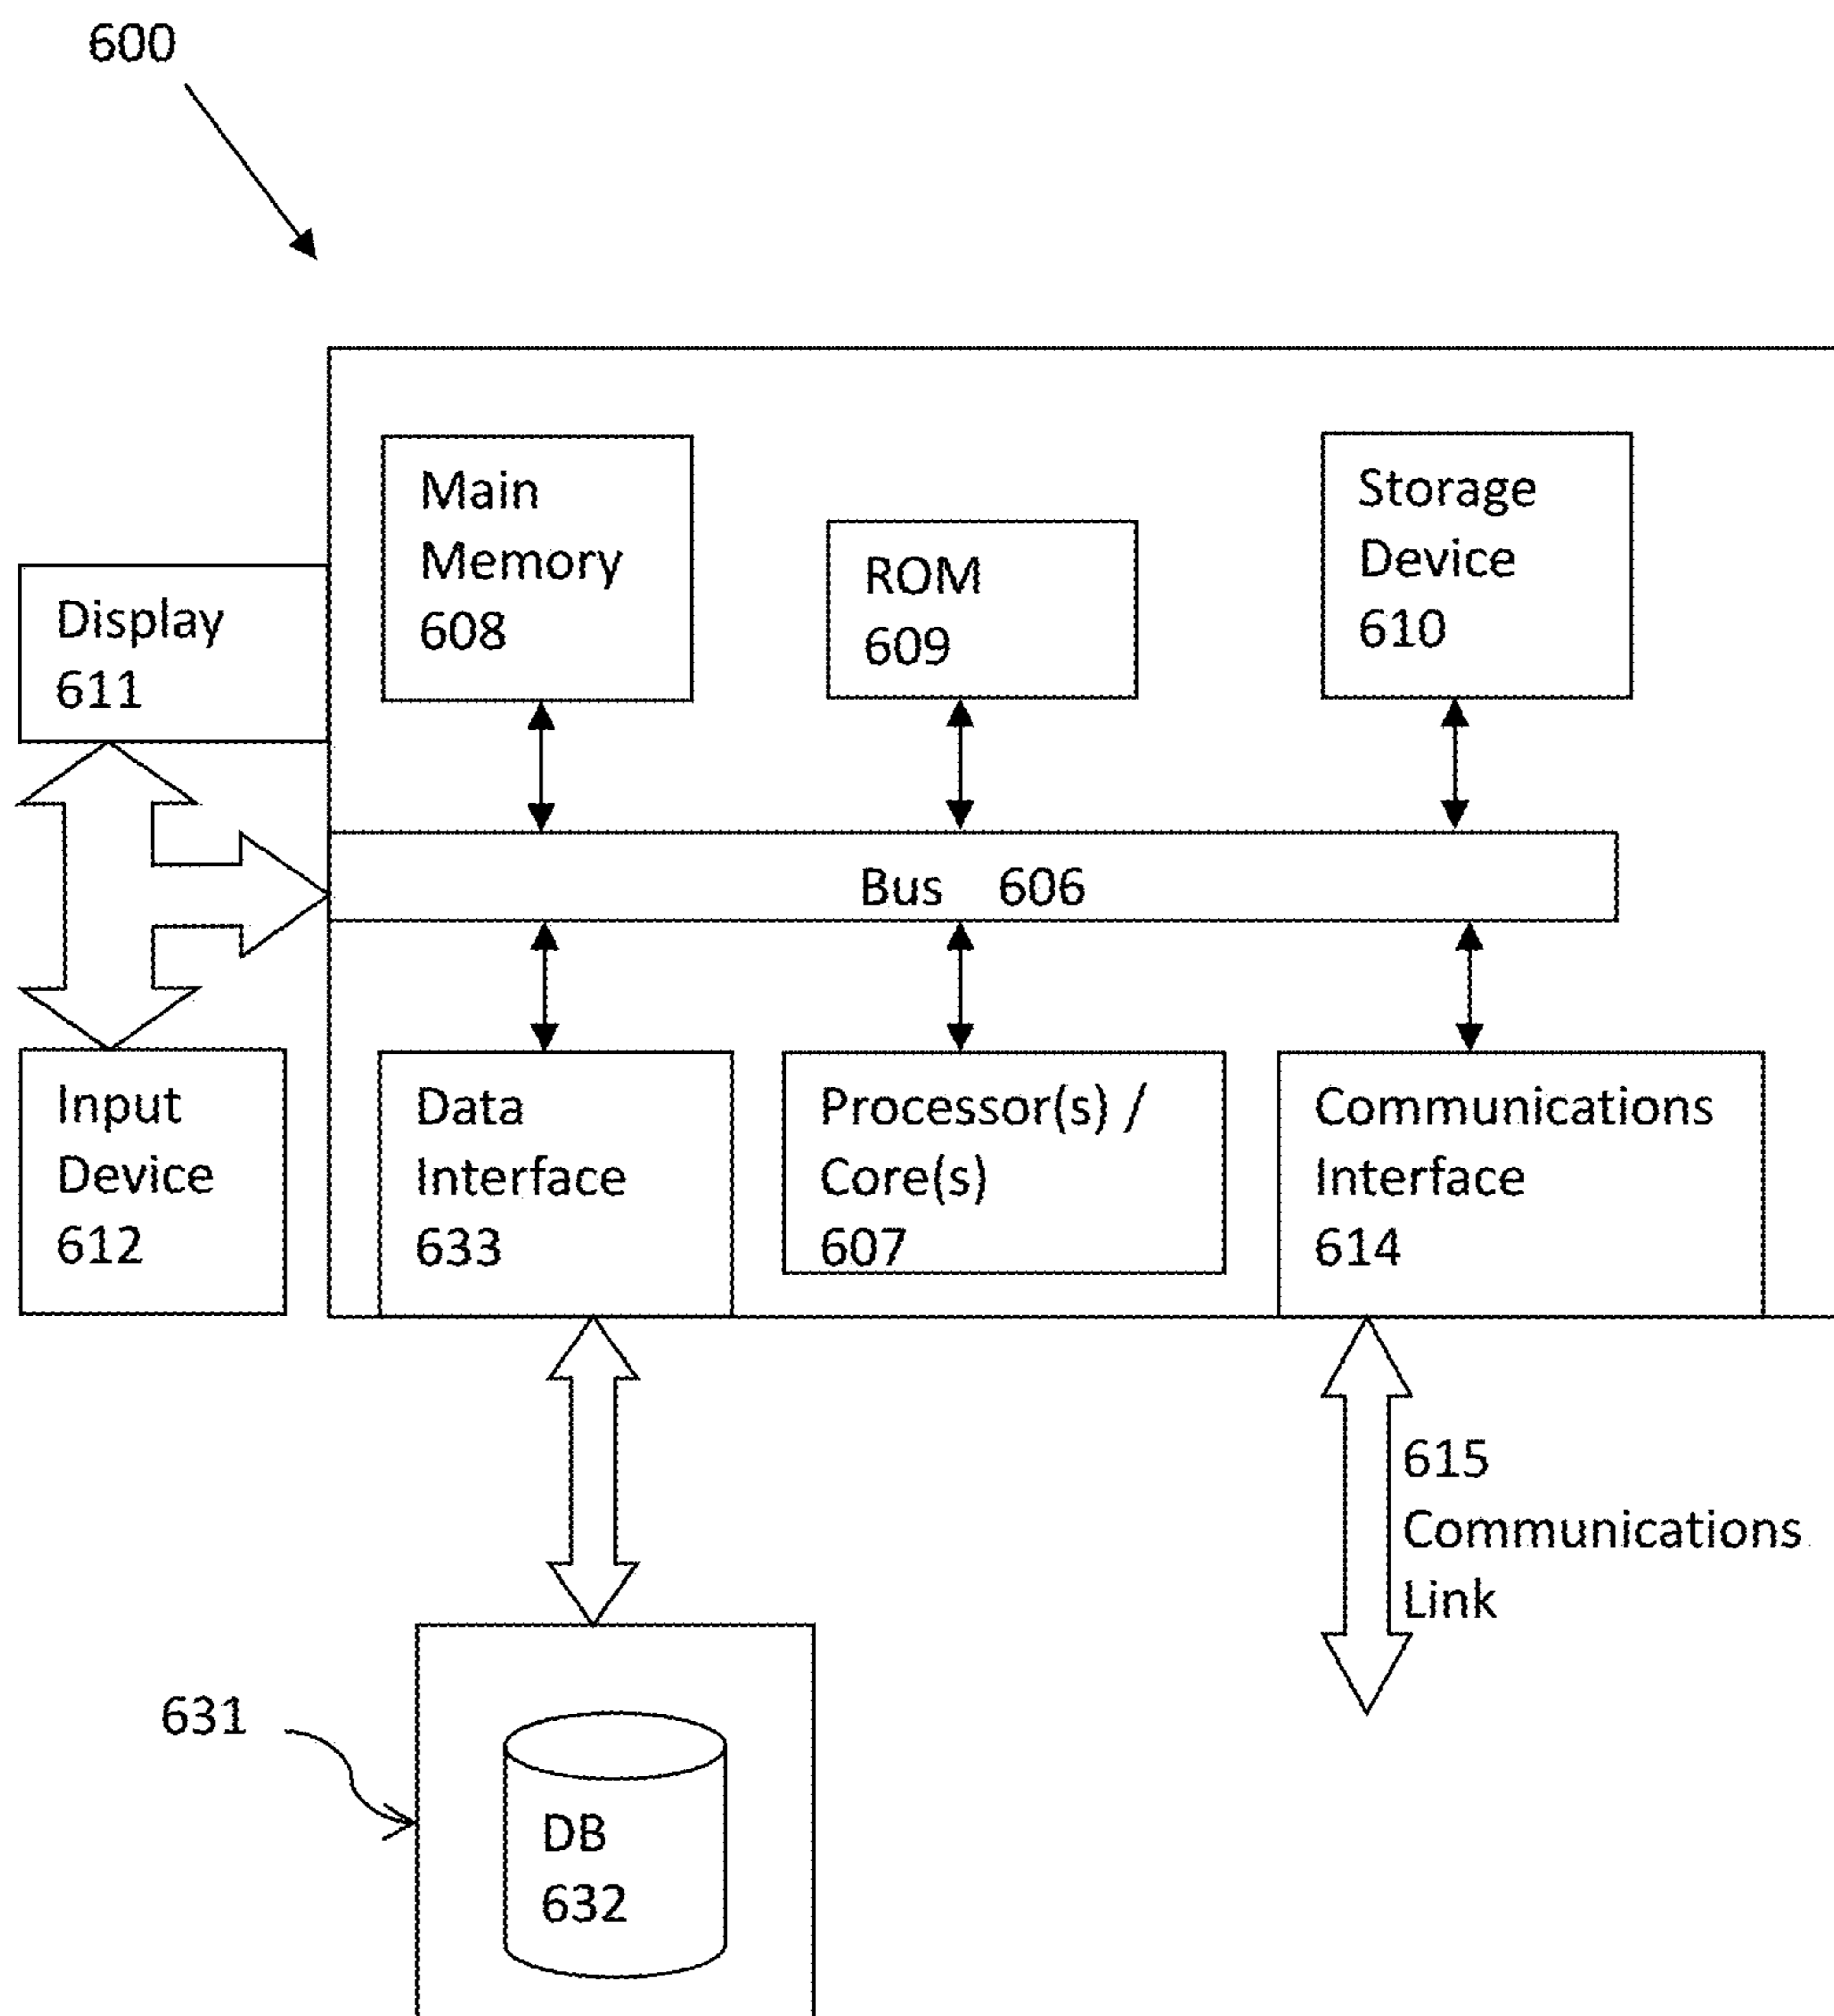 600
Main
Memory
608
ROM
609
Storage
Device
610
Display
611
Bus 606
Input
Device
612
Data
Interface
633
Processor(s) /
Core(s)
607
Communications
Interface
614
615
Communications
Link
631
DB
632